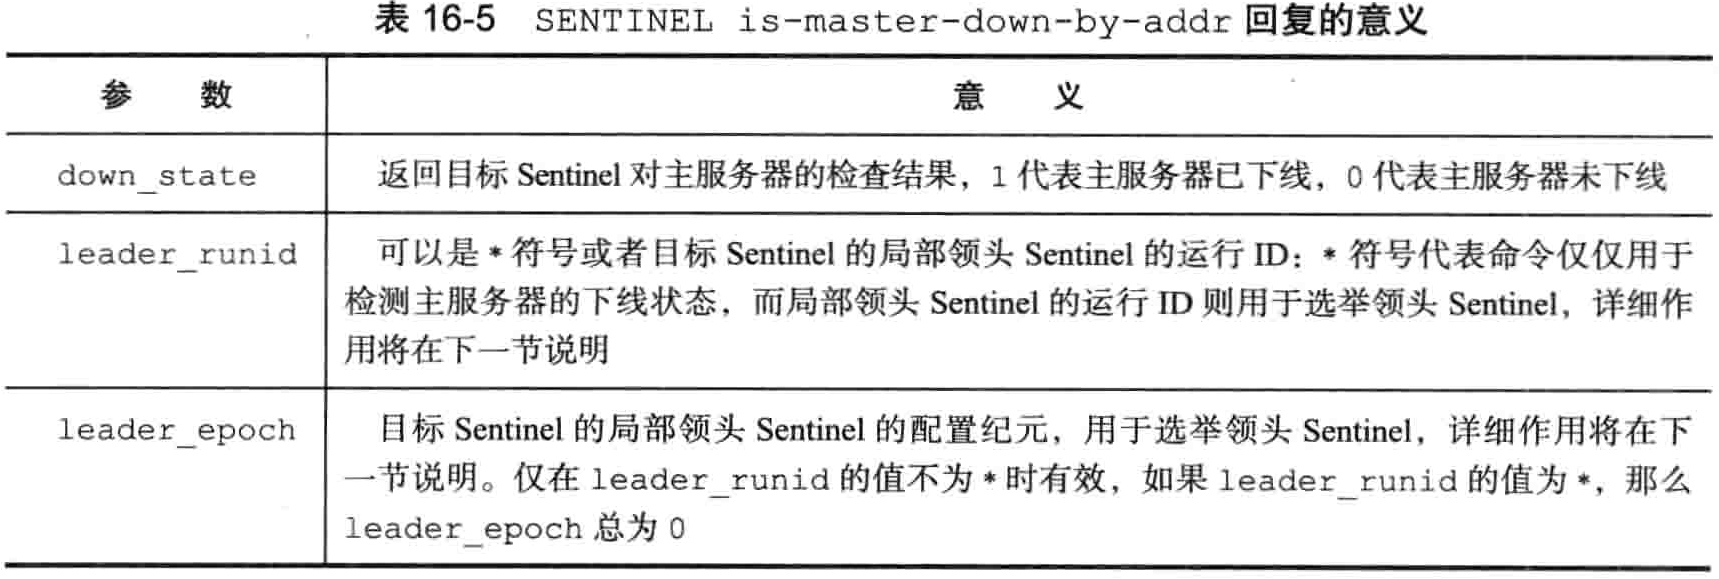 表 16-5 SENTINEL is-master-down-by-addr 回复的意义
参 数 意 义
down_state 返回目标 Sentinel 对主服务器的检查结果，1 代表主服务器已下线，0 代表主服务器未下线
leader_runid 可以是 * 符号或者目标 Sentinel 的局部领头 Sentinel 的运行 ID：* 符号代表命令仅仅用于
检测主服务器的下线状态，而局部领头 Sentinel 的运行 ID 则用于选举领头 Sentinel，详细作
用将在下一节说明
leader_epoch 目标 Sentinel 的局部领头 Sentinel 的配置纪元，用于选举领头 Sentinel，详细作用将在下
一节说明。仅在 leader_runid 的值不为 * 时有效，如果 leader_runid 的值为 *，那么
leader_epoch 总为 0